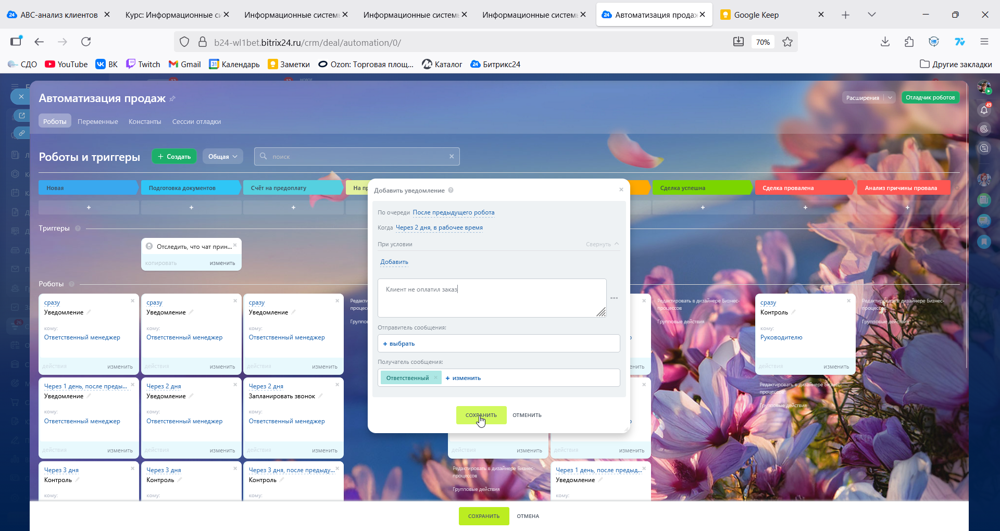 АВС-анализ клиентов
Курс: Информационные си
Информационные систем
Информационные систем
Информационные систем
Автоматизация прода
Google Keep
b24-wl1bet.bitrix24.ru/crm/deal/automation/0/
70%
СДО
YouTube
ВК
Twitch
Gmail
31
Календарь
Заметки
Ozon: Торговая площ...
Каталог
24
Битрикс24
Другие закладки
Автоматизация продаж
Расширения
Отладчик роботов
49
Роботы
Переменные
Константы
Сессии отладки
Роботы и триггеры
+ Создать
Общая
поиск
Новая
Подготовка документов
Счёт на предоплату
На пр
Сделка успешна
Сделка провалена
Анализ причины провала
Триггеры
Отследить, что чат прин...
копировать
изменить
26
Роботы
сразу
Уведомление
кому:
Ответственный менеджер
действия
изменить
сразу
Уведомление
кому:
Ответственный менеджер
действия
изменить
сразу
Уведомление
кому:
Ответственный менеджер
действия
изменить
Редактировать в дизайнере Бизнес-
процессов
Групповые действия
сразу
Контроль
кому:
Руководителю
действия
изменить
Редактировать в дизайнере Бизнес-
процессов
Групповые действия
Редактировать в дизайнере Бизнес-
процессов
Групповые действия
Через 1 день, после преды...
Уведомление
кому:
Ответственный менеджер
действия
изменить
Через 2 дня
Уведомление
кому:
Ответственный менеджер
действия
изменить
Через 2 дня
Запланировать звонок
кому:
Ответственный менеджер
действия
изменить
действия
изменить
действия
изменить
Через 3 дня
Контроль
кому:
Через 3 дня
Контроль
кому:
Через 3 дня, после предыду...
Контроль
кому:
Редактировать в дизайнере Бизнес-
процессов
Групповые действия
Через 1 день, после предыд...
Уведомление
кому:
Добавить уведомление
По очереди После предыдущего робота
Когда Через 2 дня, в рабочее время
При условии
Свернуть
Добавить
Клиент не оплатил заказ
Отправитель сообщения:
+ выбрать
Получатель сообщения:
Ответственный
+ изменить
СОХРАНИТЬ
ОТМЕНИТЬ
СОХРАНИТЬ
ОТМЕНА